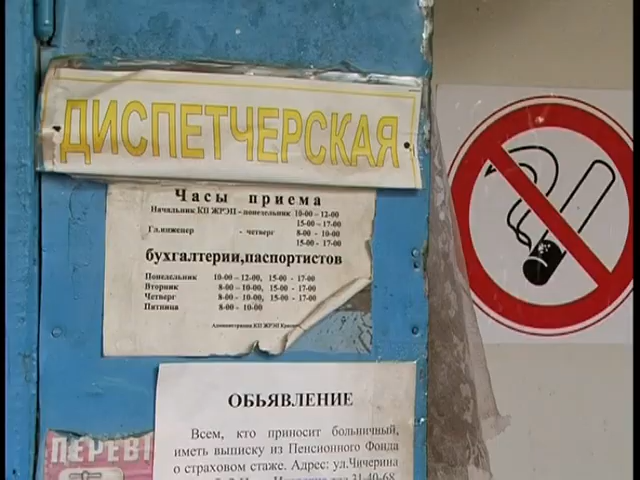 ДИСПЕТЧЕРСКАЯ
Часы приема
Начальник КП ЖРЭП - понедельник 10-00 – 12-00
15-00 – 17-00
Гл.инженер - четверг 8-00 - 10-00
15-00 - 17-00
бухгалтерии,паспортистов
Понедельник 10-00 – 12-00, 15-00 - 17-00
Вторник 8-00 – 10-00, 15-00 - 17-00
Четверг 8-00 - 10-00, 15-00 - 17-00
Пятница 8-00 - 10-00
Администрация КП ЖРЭП
ОБЬЯВЛЕНИЕ
Всем, кто приносит больничный,
иметь выписку из Пенсионного Фонда
о страховом стаже. Адрес: ул.Чичерина
31-40-68
ПЕРЕВІ